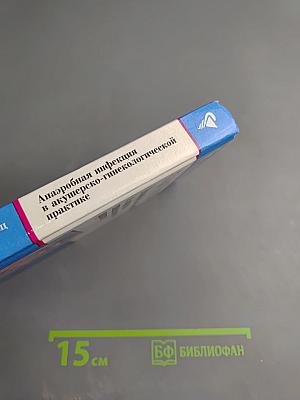 Анаэробная инфекция
в акушерско-гинекологической
практике
ц
15 см
БФ БИБЛИОФАН